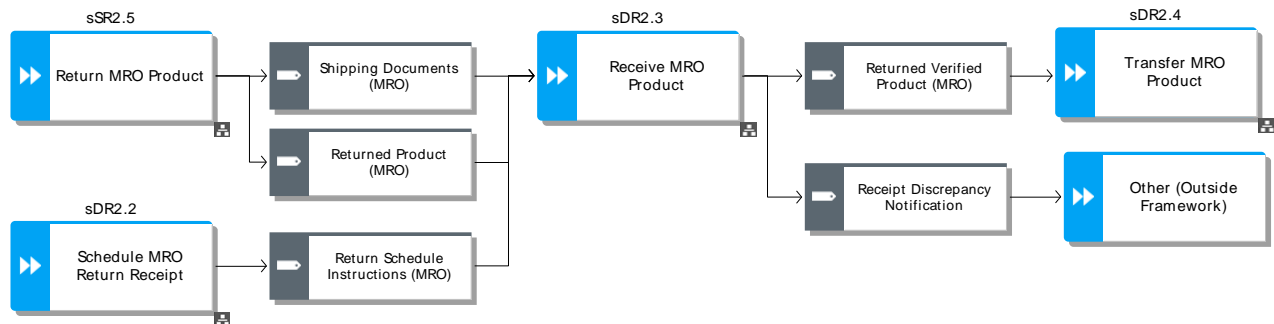 sSR2.5
Return MRO Product
Shipping Documents
(MRO)
Returned Product
(MRO)
sDR2.2
Schedule MRO
Return Receipt
Return Schedule
Instructions (MRO)
sDR2.3
Receive MRO
Product
Returned Verified
Product (MRO)
Receipt Discrepancy
Notification
sDR2.4
Transfer MRO
Product
Other (Outside
Framework)